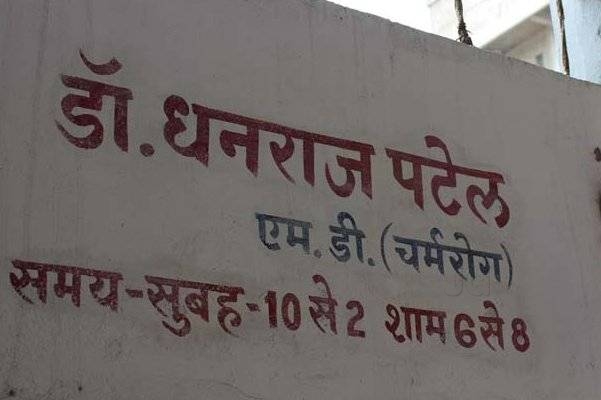 डॉ. धनराज पटेल
एम. डी. (चर्मरोग)
समय-सुबह-10 से 2 शाम 6 से 8